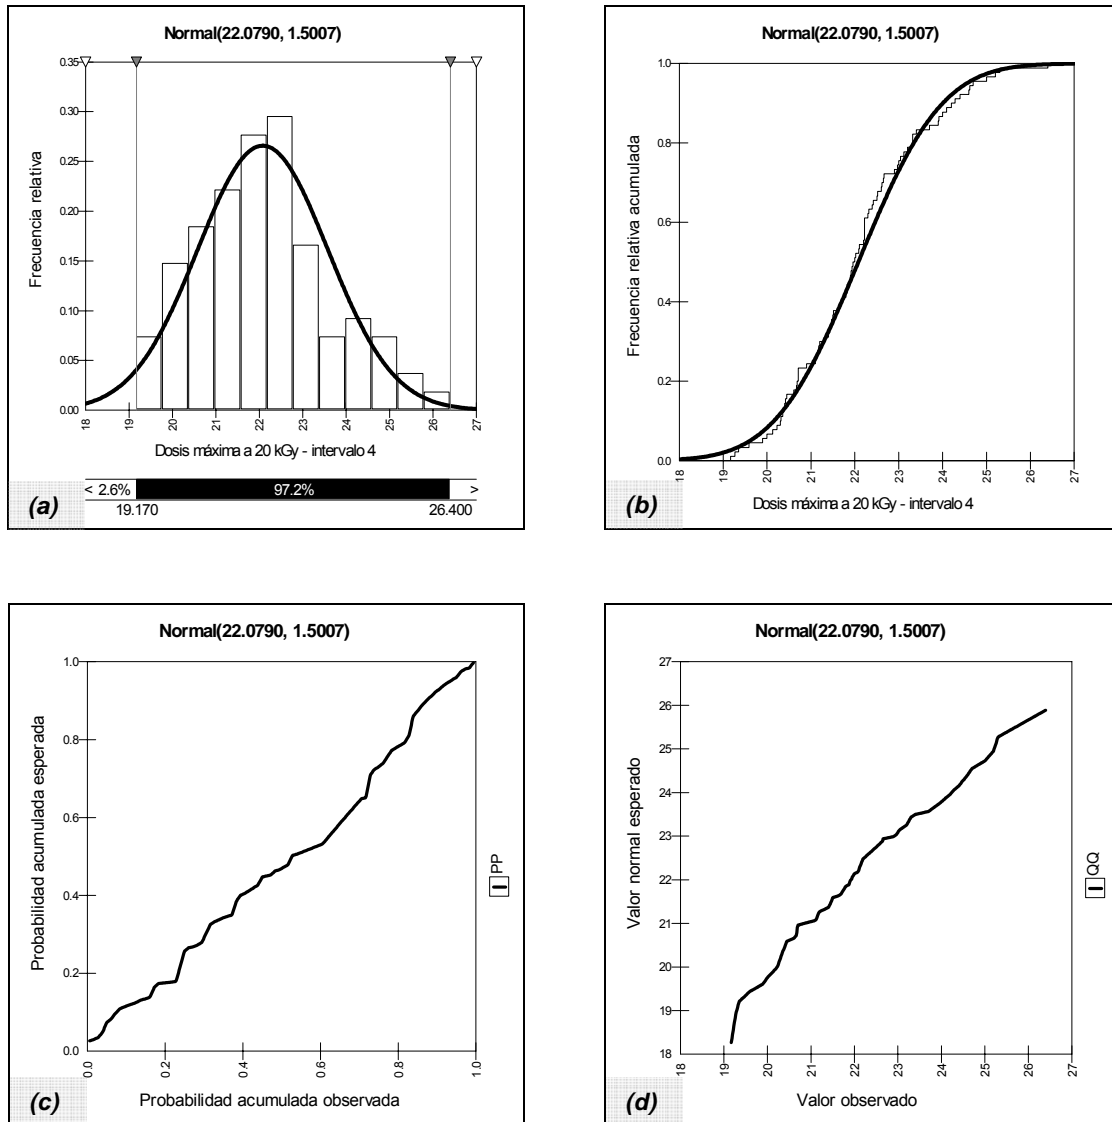 Normal(22.0790, 1.5007)
Frecuencia relativa
0.35
0.30
0.25
0.20
0.15
0.10
0.05
0.00
18 19 20 21 22 23 24 25 26 27
Dosis máxima a 20 kGy - intervalo 4
< 2.6% 97.2% >
19.170 26.400
(a)
Normal(22.0790, 1.5007)
Frecuencia relativa acumulada
1.0
0.8
0.6
0.4
0.2
0.0
18 19 20 21 22 23 24 25 26 27
Dosis máxima a 20 kGy - intervalo 4
(b)
Normal(22.0790, 1.5007)
Probabilidad acumulada esperada
1.0
0.8
0.6
0.4
0.2
0.0
0.0 0.2 0.4 0.6 0.8 1.0
Probabilidad acumulada observada
PP
(c)
Normal(22.0790, 1.5007)
Valor normal esperado
27
26
25
24
23
22
21
20
19
18
18 19 20 21 22 23 24 25 26 27
Valor observado
QQ
(d)